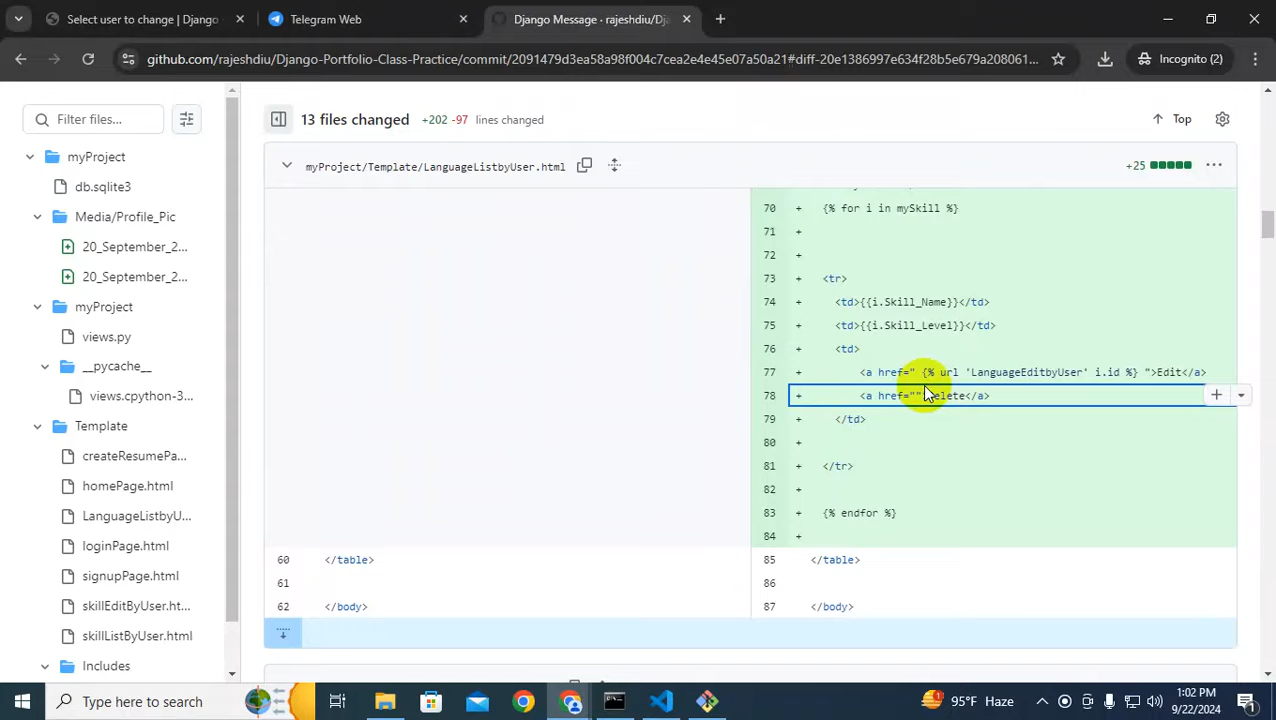 Select user to change | Django
Telegram Web
Django Message · rajeshdiu/Dja
github.com/rajeshdiu/Django-Portfolio-Class-Practice/commit/2091479d3ea58a98f004c7cea2e4e45e07a50a21#diff-20e1386997e634f28b5e679a208061...
Incognito (2)
Filter files...
13 files changed
+202 -97 lines changed
Top
myProject
db.sqlite3
Media/Profile_Pic
20_September_2...
20_September_2...
myProject
views.py
__pycache__
views.cpython-3...
Template
createResumePa...
homePage.html
LanguageListbyU...
loginPage.html
signupPage.html
skillEditByUser.ht...
skillListByUser.html
Includes
myProject/Template/LanguageListbyUser.html
+25
70 + {% for i in mySkill %}
71 +
72 +
73 + <tr>
74 + <td>{{i.Skill_Name}}</td>
75 + <td>{{i.Skill_Level}}</td>
76 + <td>
77 + <a href=" {% url 'LanguageEditbyUser' i.id %} ">Edit</a>
78 + <a href="" elete</a>
79 + </td>
80 +
81 + </tr>
82 +
83 + {% endfor %}
84 +
60 </table> 85 </table>
61 86
62 </body> 87 </body>
Type here to search
95°F Haze
1:02 PM
9/22/2024
1